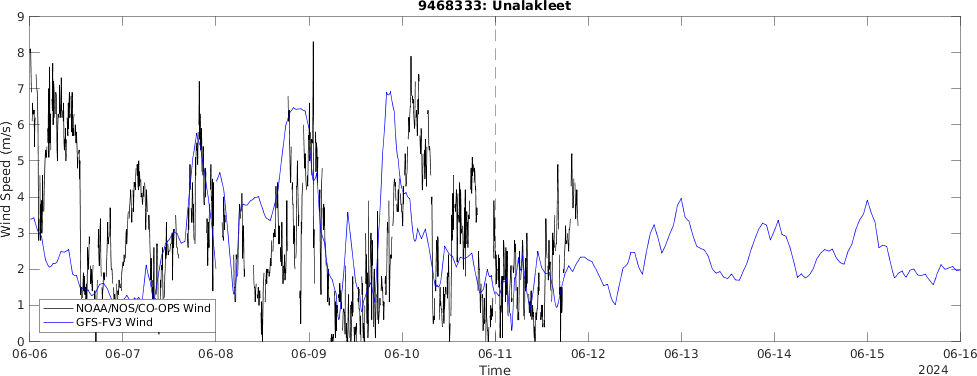 9468333: Unalakleet
9
8
7
6
5
4
3
2
1
0
Wind Speed (m/s)
NOAA/NOS/CO-OPS Wind
GFS-FV3 Wind
06-06 06-07 06-08 06-09 06-10 06-11 06-12 06-13 06-14 06-15 06-16
Time
2024